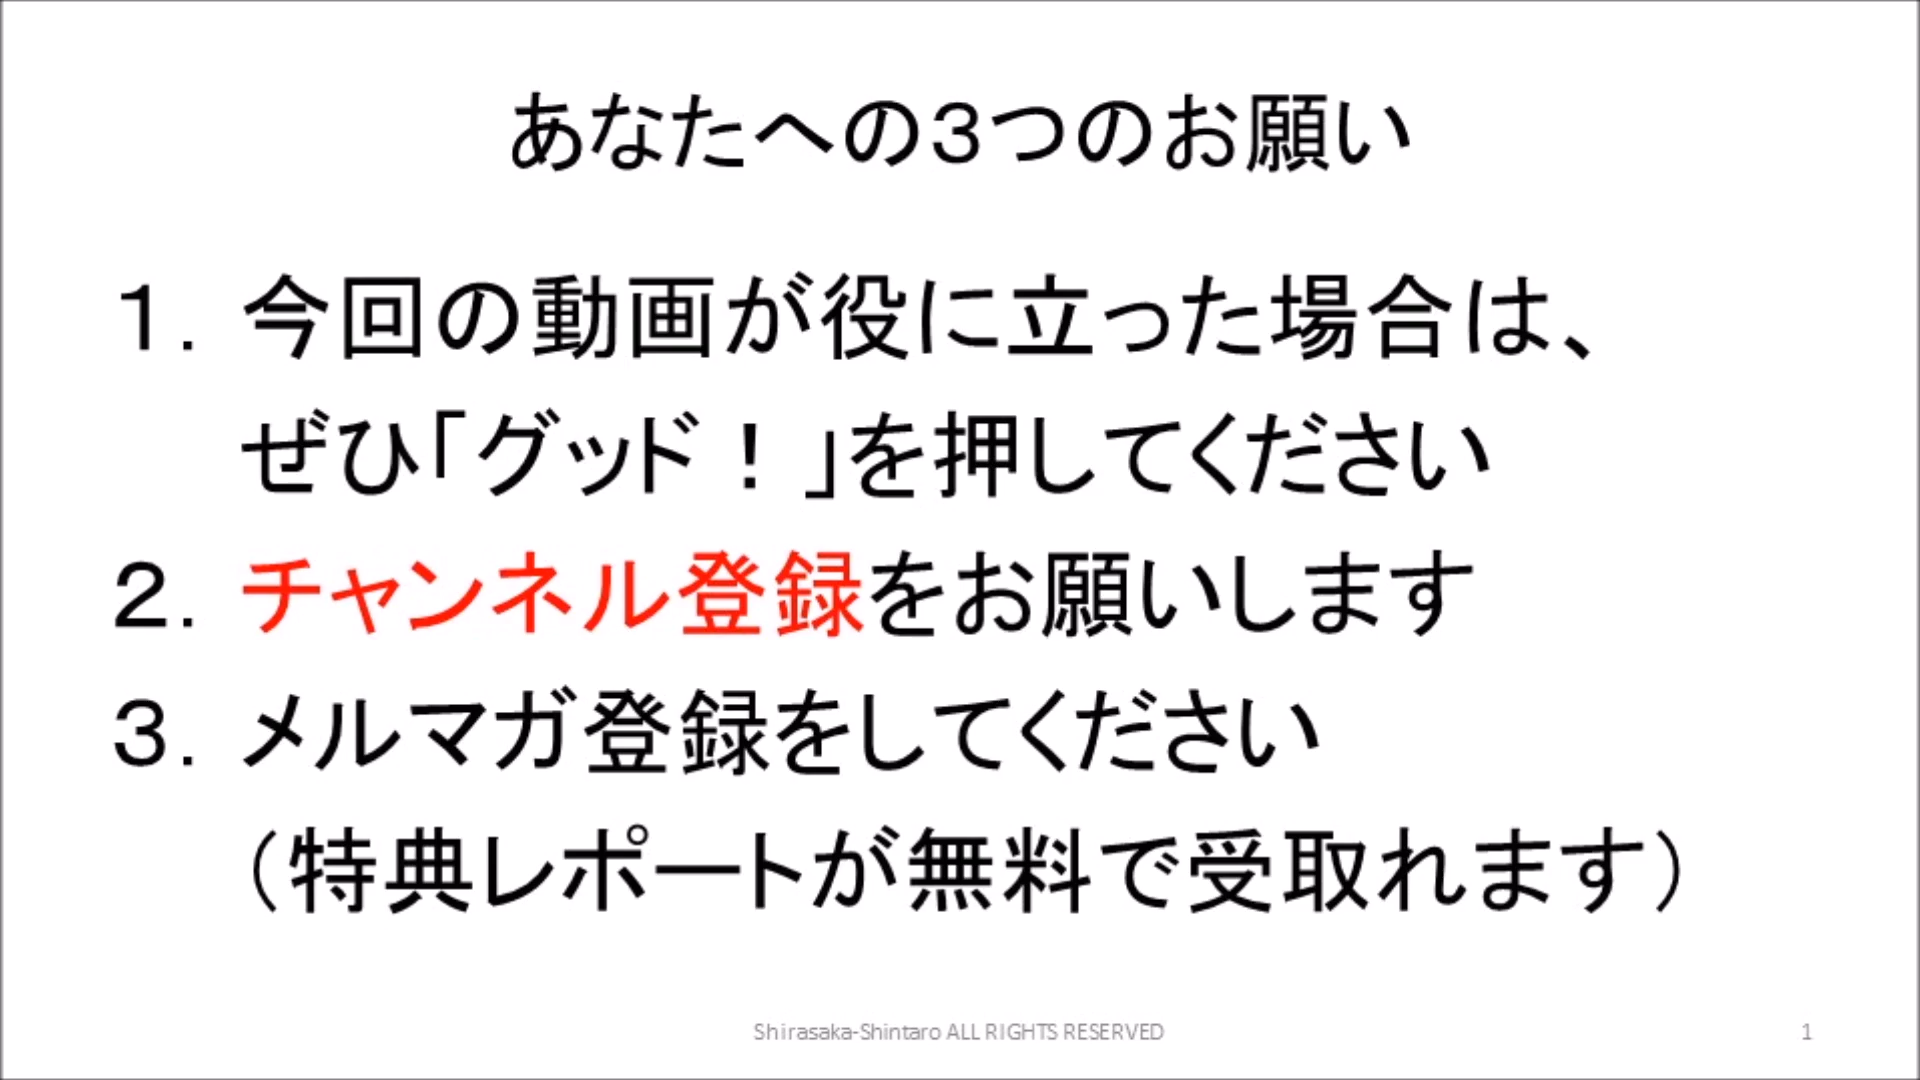 あなたへの３つのお願い
１．今回の動画が役に立った場合は、
ぜひ「グッド！」を押してください
２．チャンネル登録をお願いします
３．メルマガ登録をしてください
（特典レポートが無料で受取れます）
Shirasaka-Shintaro ALL RIGHTS RESERVED
1